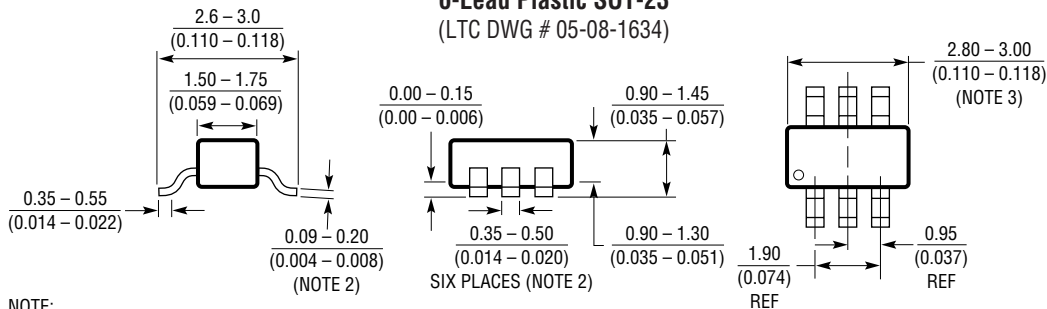 6-Lead Plastic SOT-23
(LTC DWG # 05-08-1634)
2.6 – 3.0
(0.110 – 0.118)
1.50 – 1.75
(0.059 – 0.069)
0.35 – 0.55
(0.014 – 0.022)
0.09 – 0.20
(0.004 – 0.008)
(NOTE 2)
0.00 – 0.15
(0.00 – 0.006)
0.90 – 1.45
(0.035 – 0.057)
0.35 – 0.50
(0.014 – 0.020)
SIX PLACES (NOTE 2)
0.90 – 1.30
(0.035 – 0.051)
2.80 – 3.00
(0.110 – 0.118)
(NOTE 3)
1.90
(0.074)
REF
0.95
(0.037)
REF
NOTE: